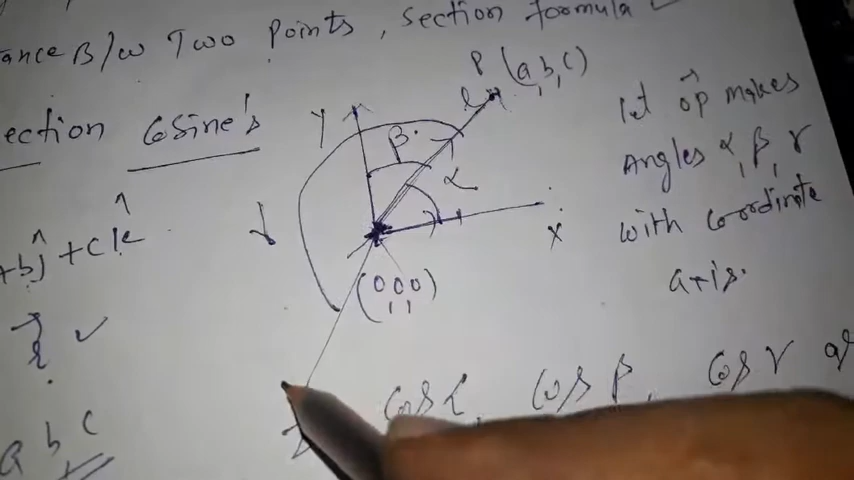 ance B/w Two Points, section formula
ection Cosine's
P (a,b,c)
Y
β
α
X
(0,0,0)
let op makes
Angles α, β, γ
with coordinate
axis.
+bĵ + ck̂
a b c
Cos α, Cos β, Cos γ